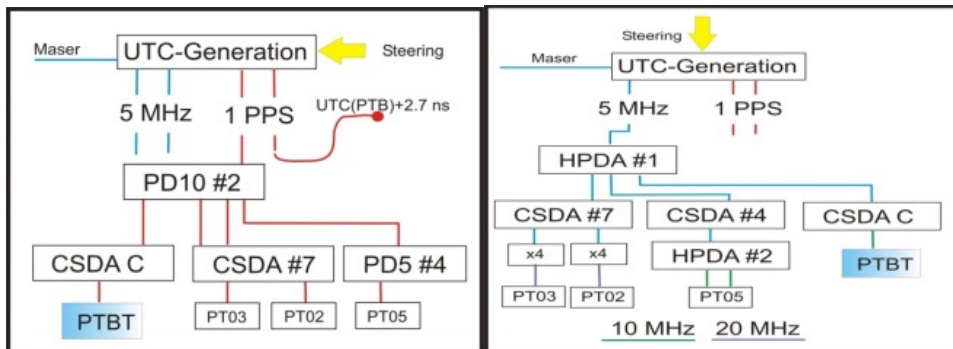 Maser
UTC-Generation
Steering
5 MHz
1 PPS
UTC(PTB)+2.7 ns
PD10 #2
CSDA C
CSDA #7
PD5 #4
PTBT
PT03
PT02
PT05
Steering
Maser
UTC-Generation
5 MHz
1 PPS
HPDA #1
CSDA #7
CSDA #4
CSDA C
x4
x4
HPDA #2
PTBT
PT03
PT02
PT05
10 MHz
20 MHz